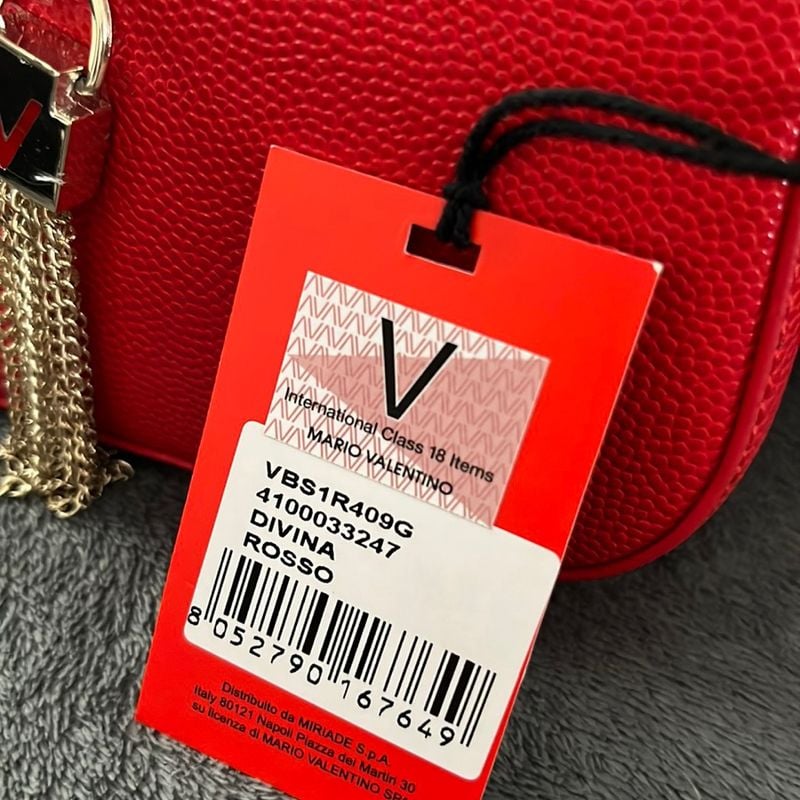 V
V
International Class 18 Items
MARIO VALENTINO
VBS1R409G
4100033247
DIVINA
ROSSO
8 052790 167649
Distribuito da MIRIADE S.p.A.
Italy 80121 Napoli Piazza dei Martiri 30
su licenza di MARIO VALENTINO SPA